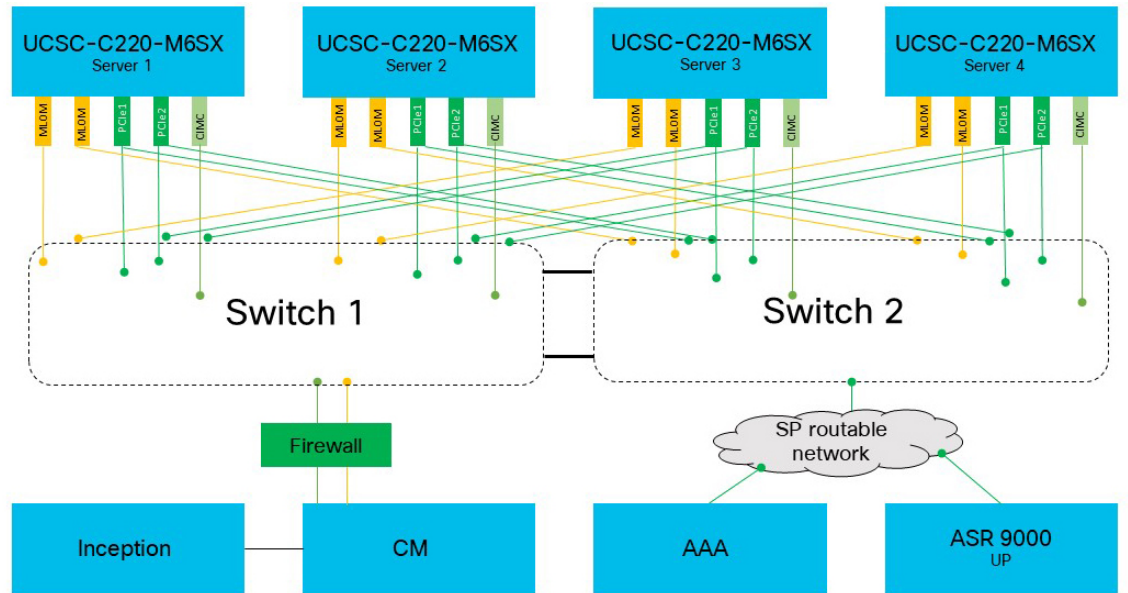 UCSC-C220-M6SX
Server 1
UCSC-C220-M6SX
Server 2
UCSC-C220-M6SX
Server 3
UCSC-C220-M6SX
Server 4
MLOM
MLOM
PCIe1
PCIe2
CIMC
MLOM
MLOM
PCIe1
PCIe2
CIMC
MLOM
MLOM
PCIe1
PCIe2
CIMC
MLOM
MLOM
PCIe1
PCIe2
CIMC
Switch 1
Switch 2
Firewall
SP routable
network
Inception
CM
AAA
ASR 9000
UP